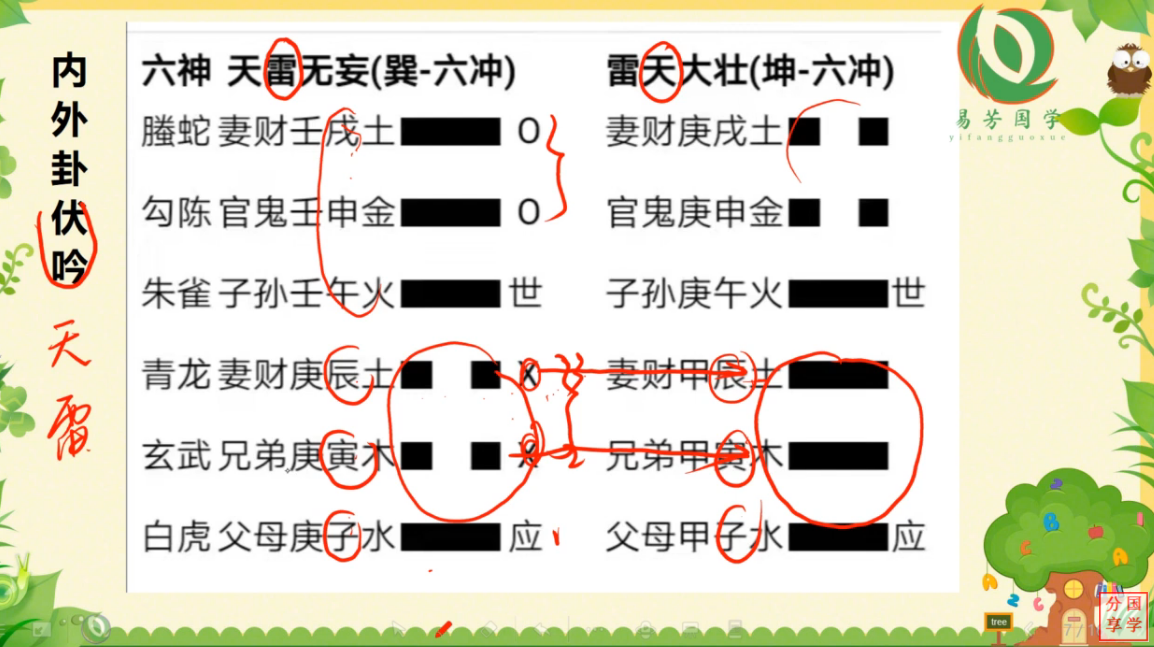 内外卦伏吟
天雷
六神 天雷无妄(巽-六冲) 雷天大壮(坤-六冲)
螣蛇 妻财壬戌土 O 妻财庚戌土
勾陈 官鬼壬申金 O 官鬼庚申金
朱雀 子孙壬午火 世 子孙庚午火 世
青龙 妻财庚辰土 X 妻财甲辰土
玄武 兄弟庚寅木 X 兄弟甲寅木
白虎 父母庚子水 应 父母甲子水 应
易芳国学
yifangguoxue
tree
国学
分享